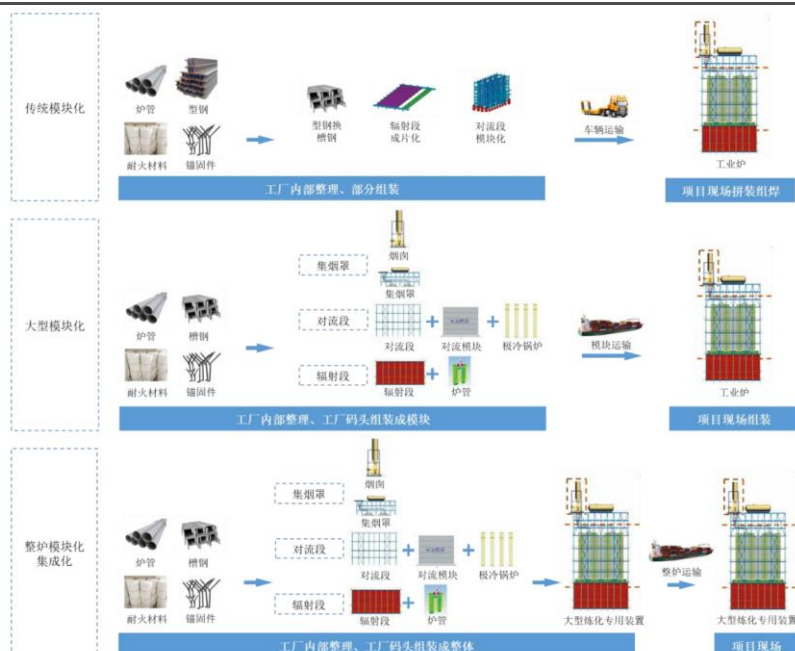 传统模块化
炉管
型钢
耐火材料
锚固件
型钢换
槽钢
辐射段
成片化
对流段
模块化
车辆运输
工业炉
工厂内部整理、部分组装
项目现场拼装组焊
大型模块化
炉管
槽钢
耐火材料
锚固件
烟囱
集烟罩
集烟罩
对流段
对流段
对流模块
极冷锅炉
辐射段
辐射段
炉管
模块运输
工业炉
工厂内部整理、工厂码头组装成模块
项目现场组装
整炉模块化
集成化
炉管
槽钢
耐火材料
锚固件
烟囱
集烟罩
集烟罩
对流段
对流段
对流模块
极冷锅炉
辐射段
辐射段
炉管
大型炼化专用装置
整炉运输
大型炼化专用装置
工厂内部整理、工厂码头组装成整体
项目现场